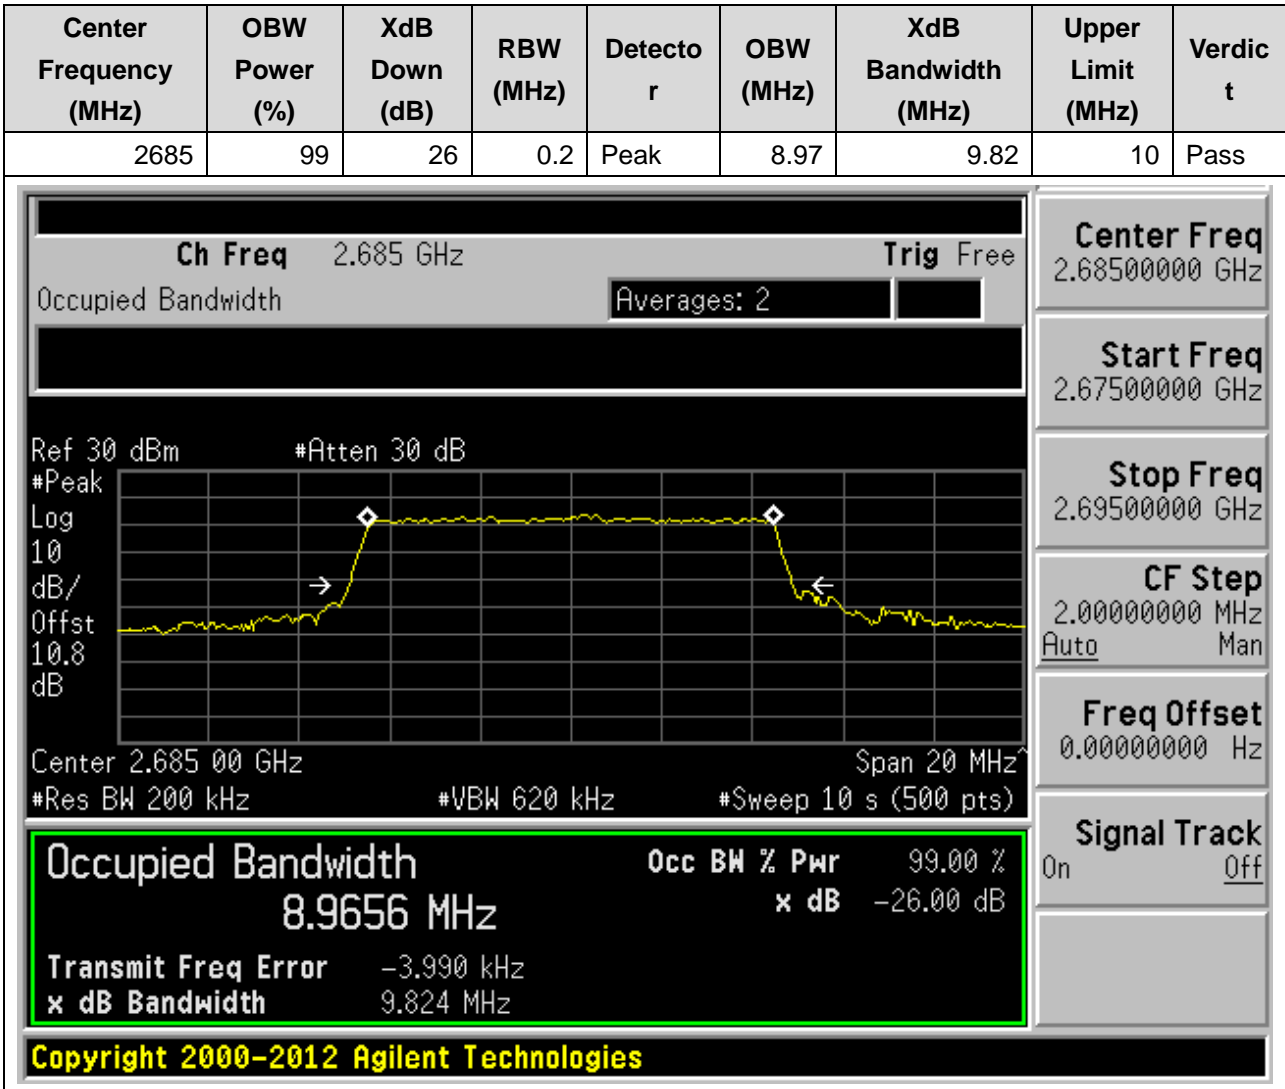 Center Frequency (MHz) OBW Power (%) XdB Down (dB) RBW (MHz) Detecto r OBW (MHz) XdB Bandwidth (MHz) Upper Limit (MHz) Verdic t
2685 99 26 0.2 Peak 8.97 9.82 10 Pass
Ch Freq 2.685 GHz Trig Free
Occupied Bandwidth Averages: 2
Ref 30 dBm #Atten 30 dB
#Peak
Log
10
dB/
Offst
10.8
dB
Center 2.685 00 GHz Span 20 MHz^
#Res BW 200 kHz #VBW 620 kHz #Sweep 10 s (500 pts)
Occupied Bandwidth Occ BW % Pwr 99.00 %
8.9656 MHz x dB -26.00 dB
Transmit Freq Error -3.990 kHz
x dB Bandwidth 9.824 MHz
Center Freq
2.68500000 GHz
Start Freq
2.67500000 GHz
Stop Freq
2.69500000 GHz
CF Step
2.00000000 MHz
Auto Man
Freq Offset
0.00000000 Hz
Signal Track
On Off
Copyright 2000-2012 Agilent Technologies